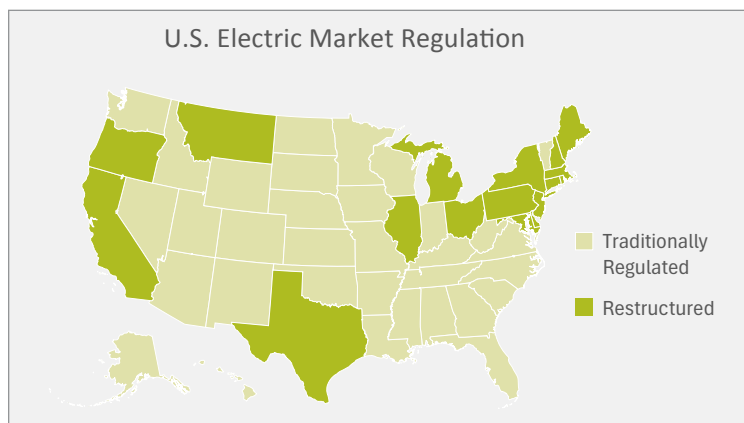 U.S. Electric Market Regulation
Traditionally
Regulated
Restructured